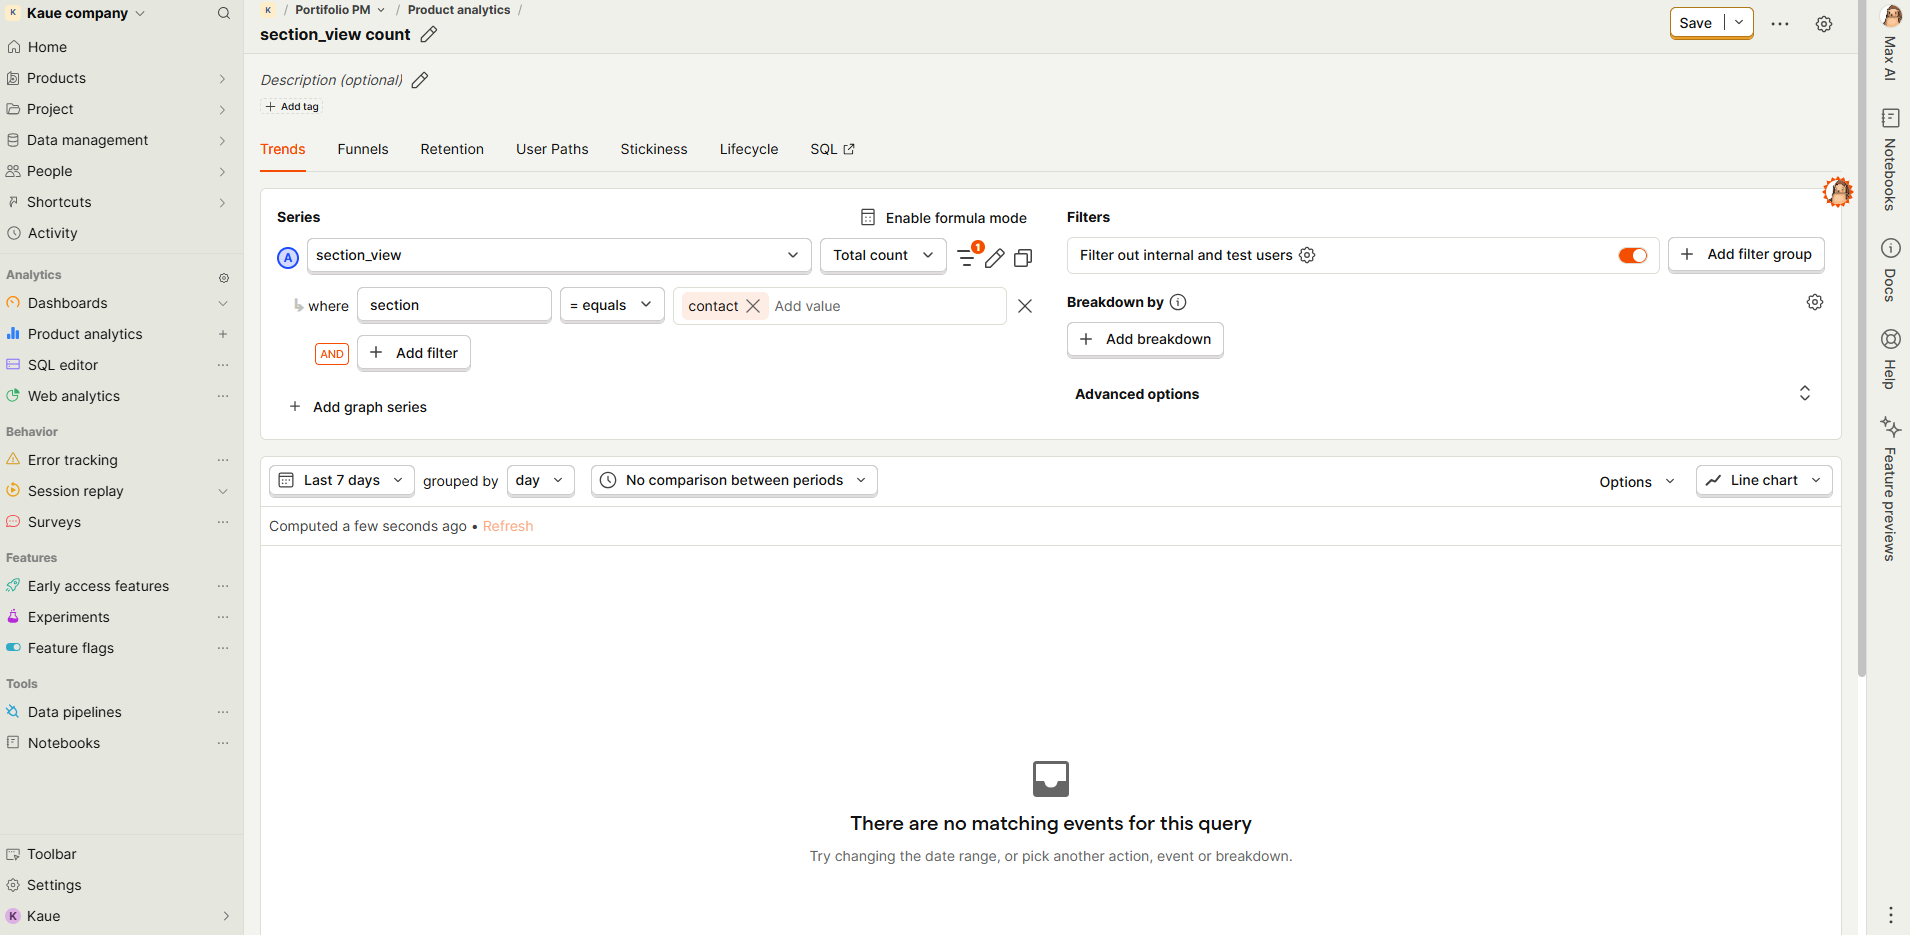 K Kaue company
Home
Products
Project
Data management
People
Shortcuts
Activity
Analytics
Dashboards
Product analytics
SQL editor
Web analytics
Behavior
Error tracking
Session replay
Surveys
Features
Early access features
Experiments
Feature flags
Tools
Data pipelines
Notebooks
Toolbar
Settings
K Kaue
K / Portifolio PM / Product analytics /
section_view count
Save
Description (optional)
Add tag
Trends Funnels Retention User Paths Stickiness Lifecycle SQL
Series Enable formula mode
A section_view Total count 1
where section = equals contact Add value
AND Add filter
Add graph series
Filters
Filter out internal and test users Add filter group
Breakdown by
Add breakdown
Advanced options
Last 7 days grouped by day No comparison between periods Options Line chart
Computed a few seconds ago • Refresh
There are no matching events for this query
Try changing the date range, or pick another action, event or breakdown.
Max AI
Notebooks
Docs
Help
Feature previews